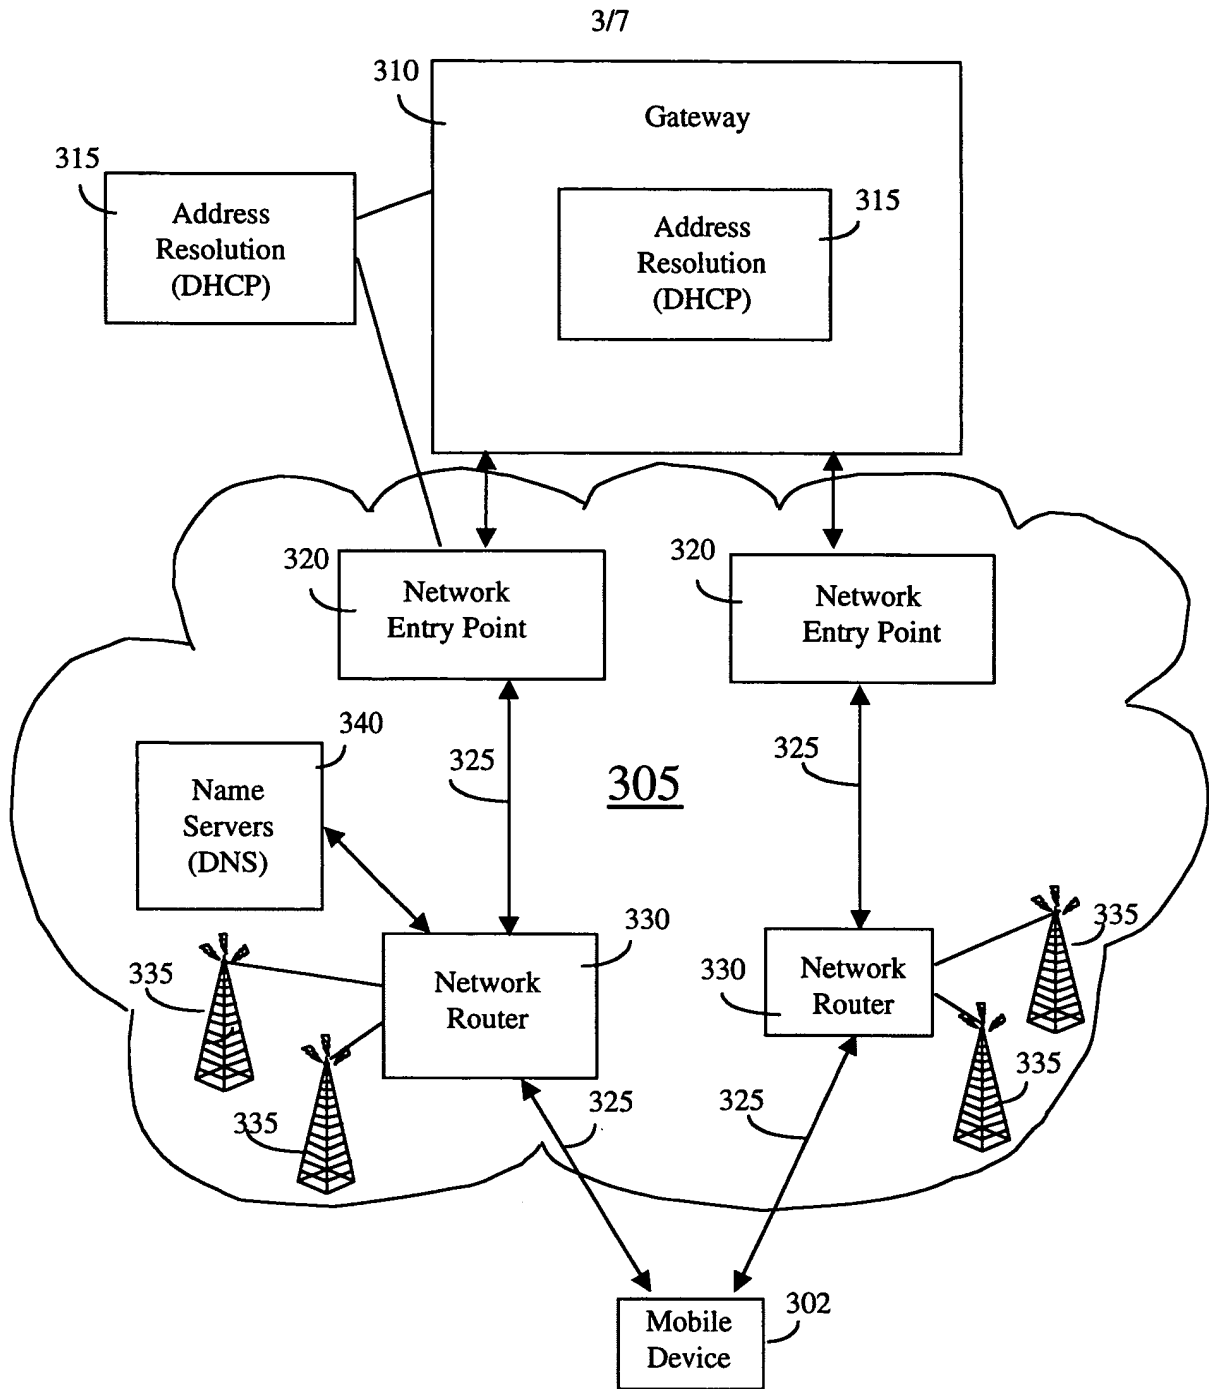 3/7
310
Gateway
315
Address
Resolution
(DHCP)
315
Address
Resolution
(DHCP)
320
Network
Entry Point
320
Network
Entry Point
340
Name
Servers
(DNS)
325
305
325
335
330
Network
Router
330
Network
Router
335
335
325
325
335
Mobile
Device
302